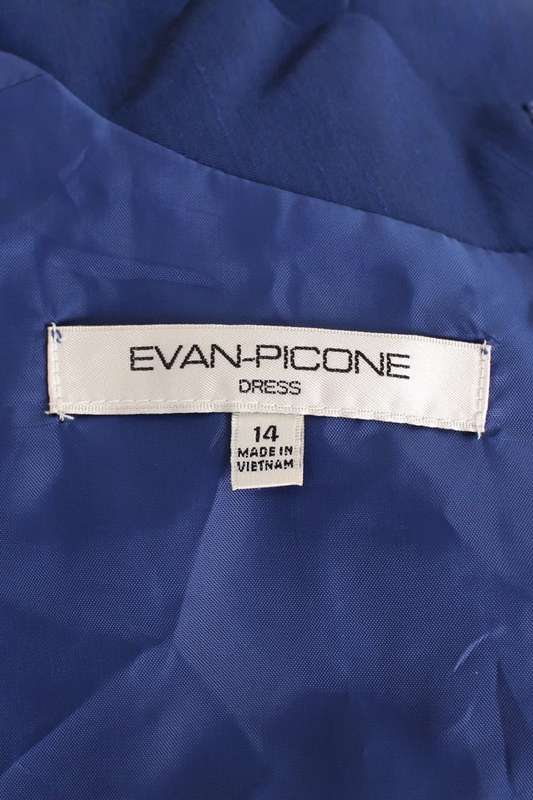 EVAN-PICONE
DRESS
14
MADE IN
VIETNAM